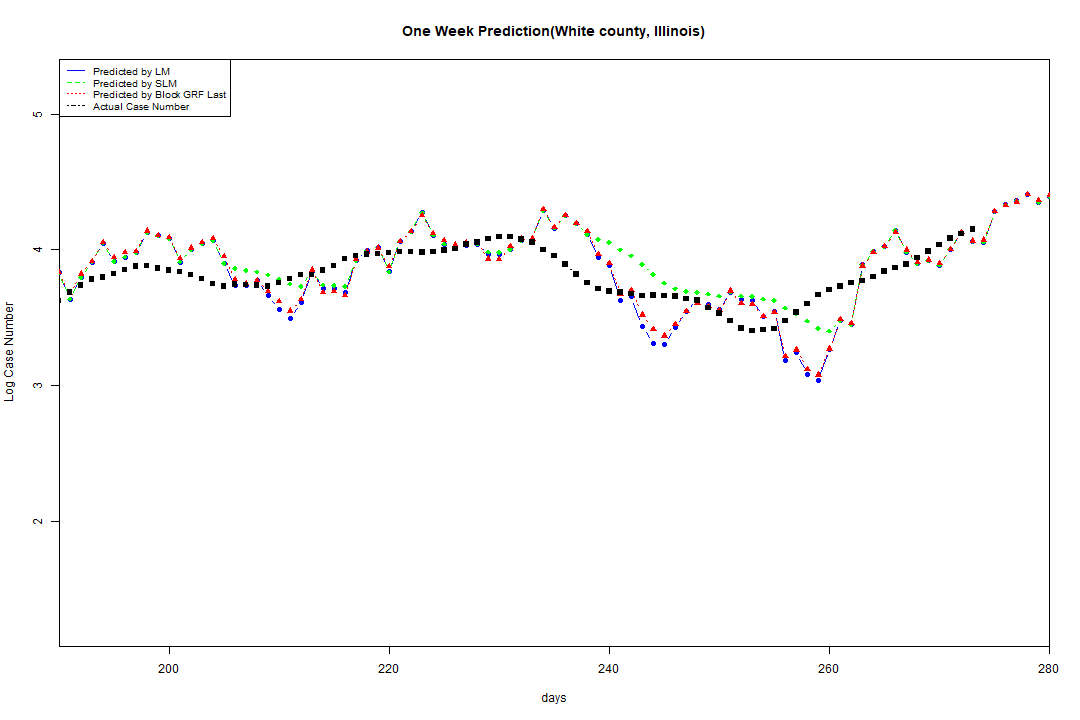 One Week Prediction(White county, Illinois)
Predicted by LM
Predicted by SLM
Predicted by Block GRF Last
Actual Case Number
5
4
3
2
Log Case Number
200 220 240 260 280
days